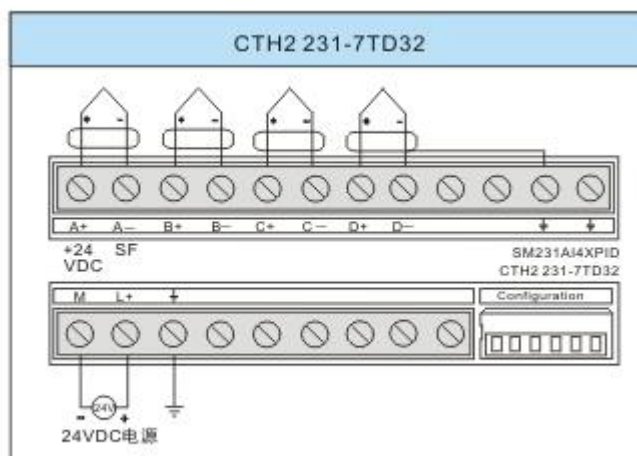 CTH2 231-7TD32
+ - + - + - + -
A+ A- B+ B- C+ C- D+ D-
+24 VDC SF
SM231AI4XPID
CTH2 231-7TD32
M L+ Configuration
- 24V +
24VDC电源